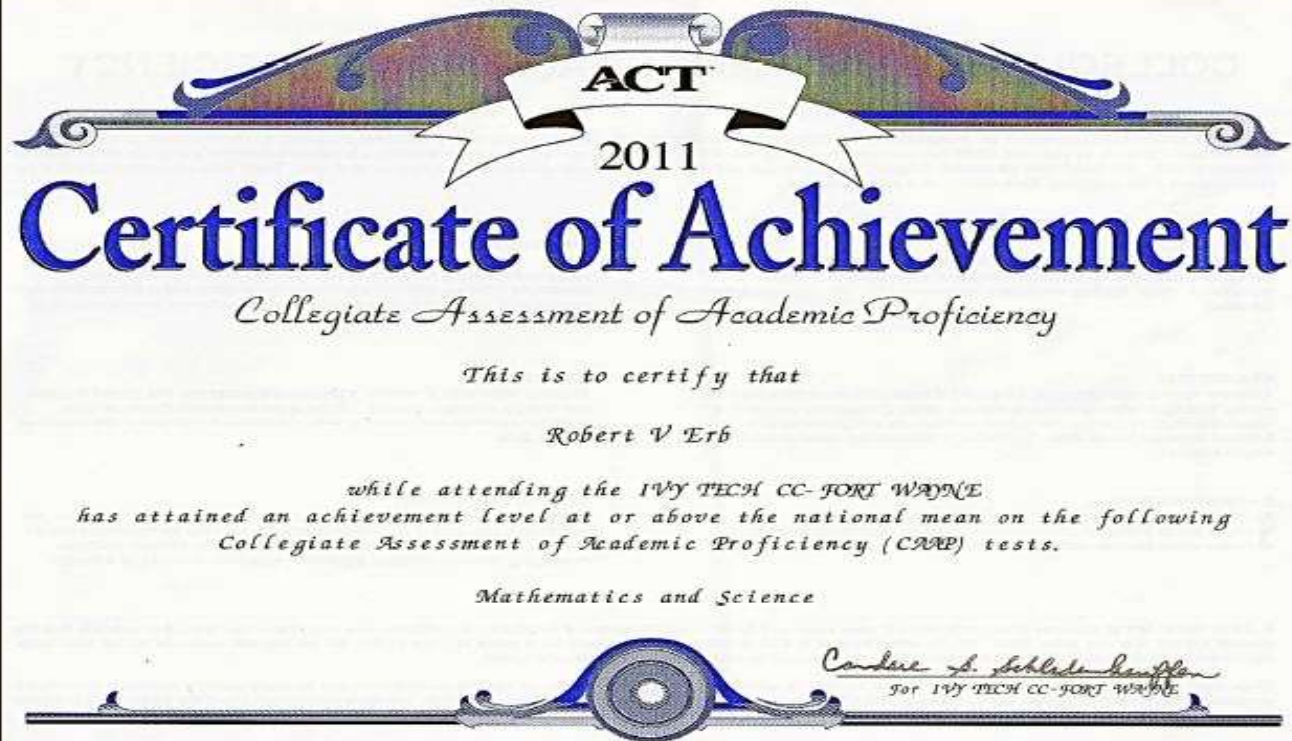 ACT
2011
Certificate of Achievement
Collegiate Assessment of Academic Proficiency
This is to certify that
Robert V Erb
while attending the IVY TECH CC-FORT WAYNE
has attained an achievement level at or above the national mean on the following
Collegiate Assessment of Academic Proficiency (CAAP) tests.
Mathematics and Science
For IVY TECH CC-FORT WAYNE